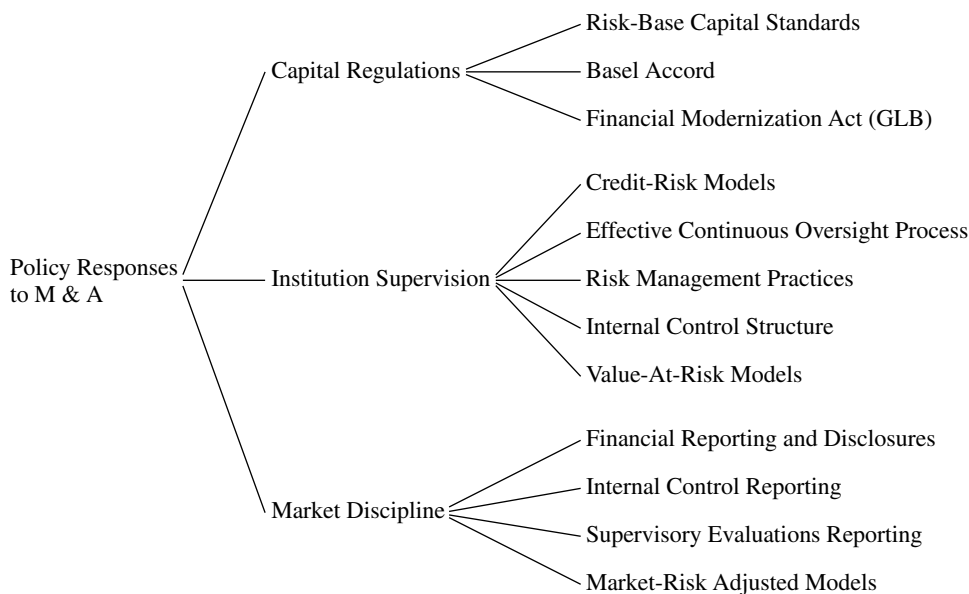 Risk-Base Capital Standards
Capital Regulations
Basel Accord
Financial Modernization Act (GLB)
Credit-Risk Models
Effective Continuous Oversight Process
Policy Responses
to M & A
Institution Supervision
Risk Management Practices
Internal Control Structure
Value-At-Risk Models
Financial Reporting and Disclosures
Internal Control Reporting
Market Discipline
Supervisory Evaluations Reporting
Market-Risk Adjusted Models